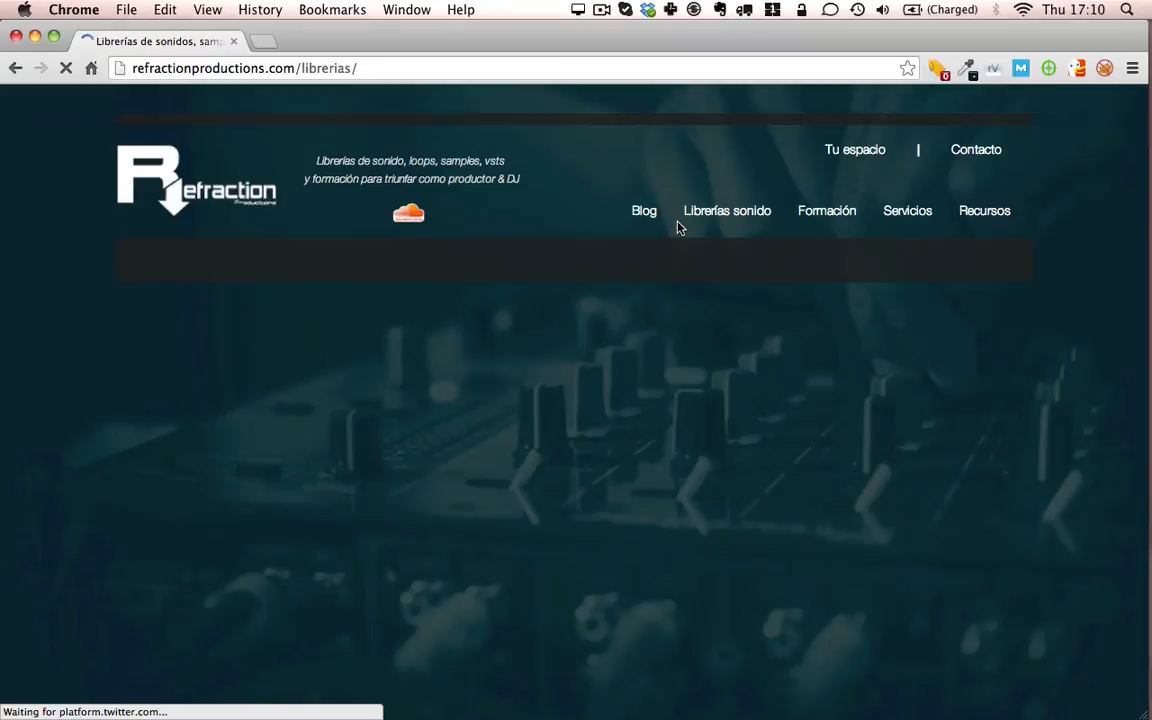 Chrome File Edit View History Bookmarks Window Help (Charged) Thu 17:10
Librerías de sonidos, sam
refractionproductions.com/librerias/
Tu espacio | Contacto
Librerías de sonido, loops, samples, vsts
y formación para triunfar como productor & DJ
Refraction
Productions
Blog Librerías sonido Formación Servicios Recursos
Waiting for platform.twitter.com...